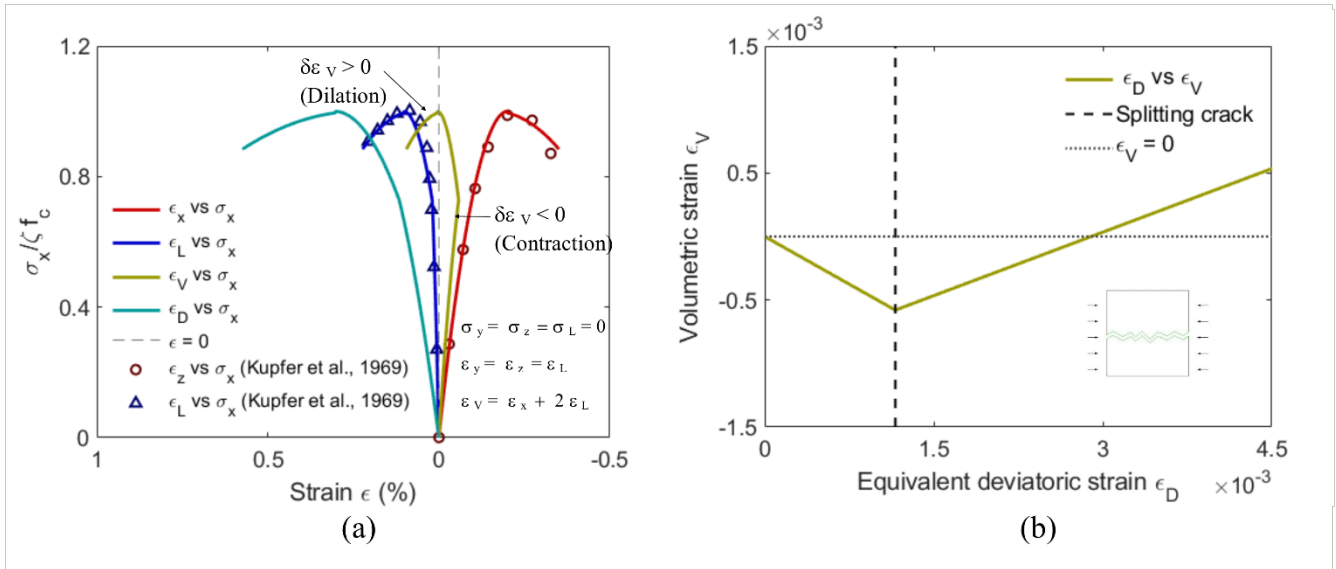 1.2
0.8
0.4
0
σx/ζ fc
δε V > 0
(Dilation)
δε V < 0
(Contraction)
ϵx vs σx
ϵL vs σx
ϵV vs σx
ϵD vs σx
ϵ = 0
ϵz vs σx (Kupfer et al., 1969)
ϵL vs σx (Kupfer et al., 1969)
σ y = σ z = σ L = 0
ε y = ε z = ε L
ε V = ε x + 2 ε L
1 0.5 0 -0.5
Strain ϵ (%)
(a)
×10-3
1.5
0.5
-0.5
-1.5
Volumetric strain ϵV
ϵD vs ϵV
Splitting crack
ϵV = 0
0 1.5 3 4.5
Equivalent deviatoric strain ϵD ×10-3
(b)